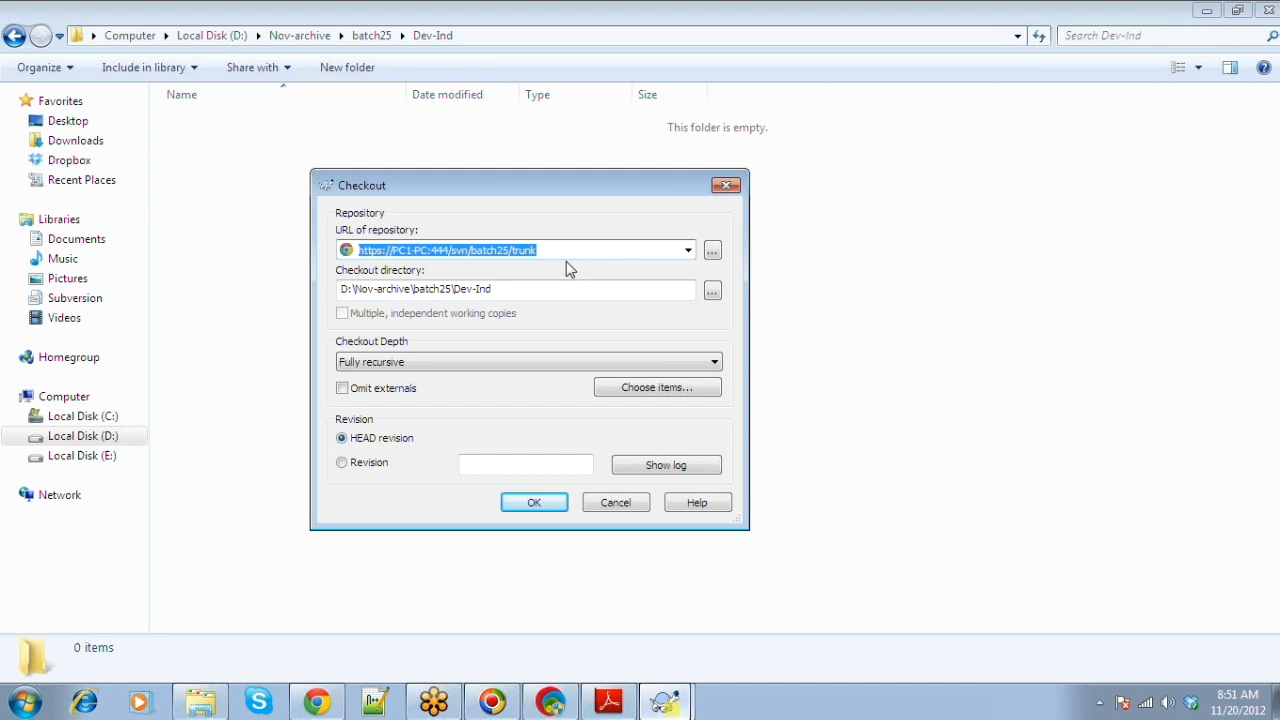 Computer
Local Disk (D:)
Nov-archive
batch25
Dev-Ind
Search Dev-Ind
Organize
Include in library
Share with
New folder
Name
Date modified
Type
Size
This folder is empty.
Favorites
Desktop
Downloads
Dropbox
Recent Places
Libraries
Documents
Music
Pictures
Subversion
Videos
Homegroup
Computer
Local Disk (C:)
Local Disk (D:)
Local Disk (E:)
Network
Checkout
Repository
URL of repository:
https://PC1-PC:444/svn/batch25/trunk
...
Checkout directory:
D:\Nov-archive\batch25\Dev-Ind
...
Multiple, independent working copies
Checkout Depth
Fully recursive
Omit externals
Choose items...
Revision
HEAD revision
Revision
Show log
OK
Cancel
Help
0 items
8:51 AM
11/20/2012